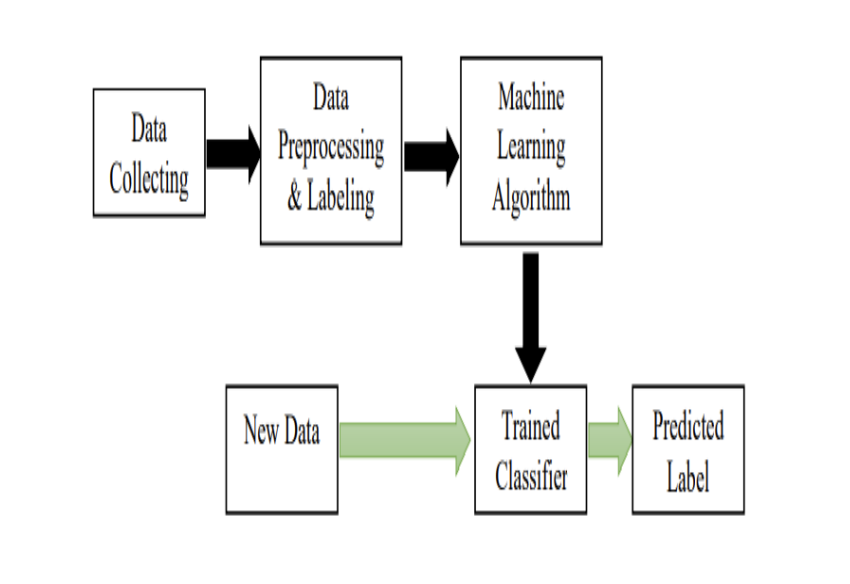 Data
Collecting
Data
Preprocessing
& Labeling
Machine
Learning
Algorithm
New Data
Trained
Classifier
Predicted
Label